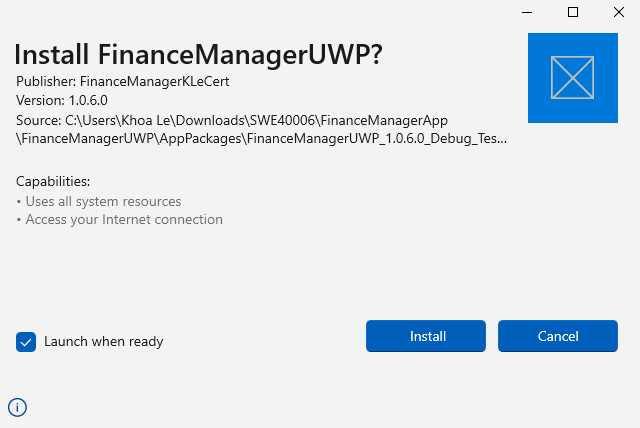 Install FinanceManagerUWP?
Publisher: FinanceManagerKLeCert
Version: 1.0.6.0
Source: C:\Users\Khoa Le\Downloads\SWE40006\FinanceManagerApp
\FinanceManagerUWP\AppPackages\FinanceManagerUWP_1.0.6.0_Debug_Tes...
Capabilities:
• Uses all system resources
• Access your Internet connection
Launch when ready
Install
Cancel